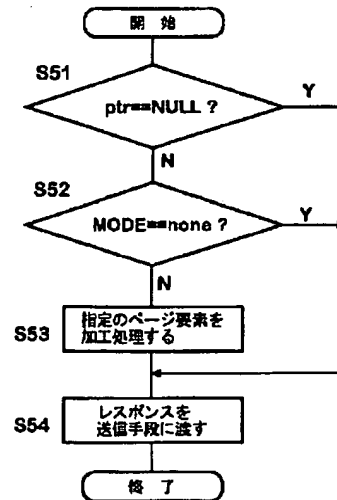 開 始
S51
ptr==NULL ?
Y
N
S52
MODE==none ?
Y
N
S53
指定のページ要素を
加工処理する
S54
レスポンスを
送信手段に渡す
終 了